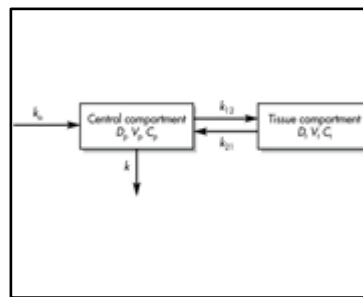 kₐ
Central compartment
Dₚ Vₚ Cₚ
k₁₂
k₂₁
Tissue compartment
Dₜ Vₜ Cₜ
k